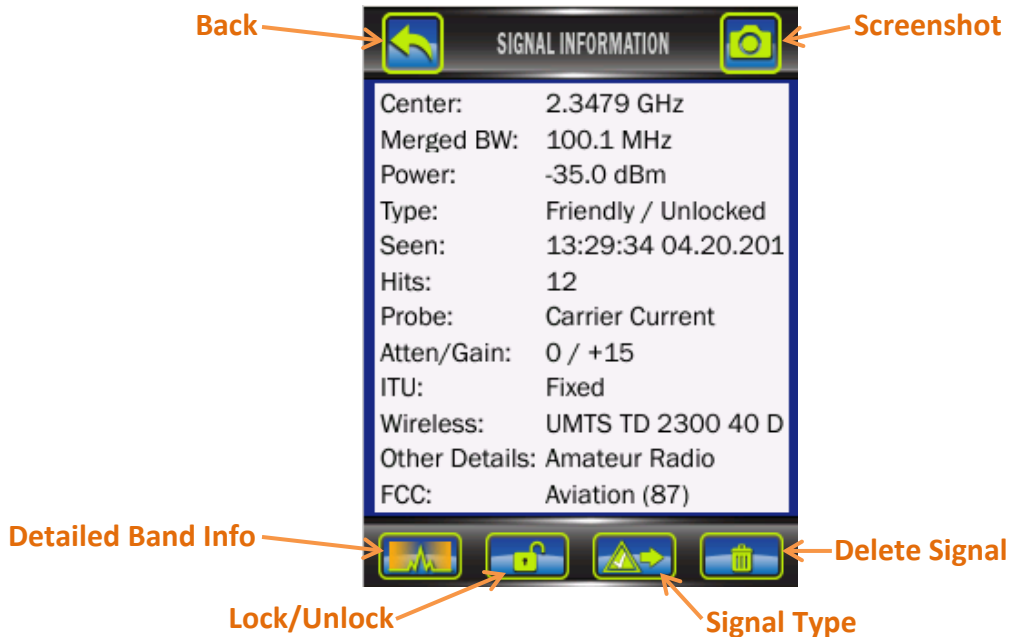 Back
SIGNAL INFORMATION
Screenshot
Center: 2.3479 GHz
Merged BW: 100.1 MHz
Power: -35.0 dBm
Type: Friendly / Unlocked
Seen: 13:29:34 04.20.201
Hits: 12
Probe: Carrier Current
Atten/Gain: 0 / +15
ITU: Fixed
Wireless: UMTS TD 2300 40 D
Other Details: Amateur Radio
FCC: Aviation (87)
Detailed Band Info
Delete Signal
Lock/Unlock
Signal Type